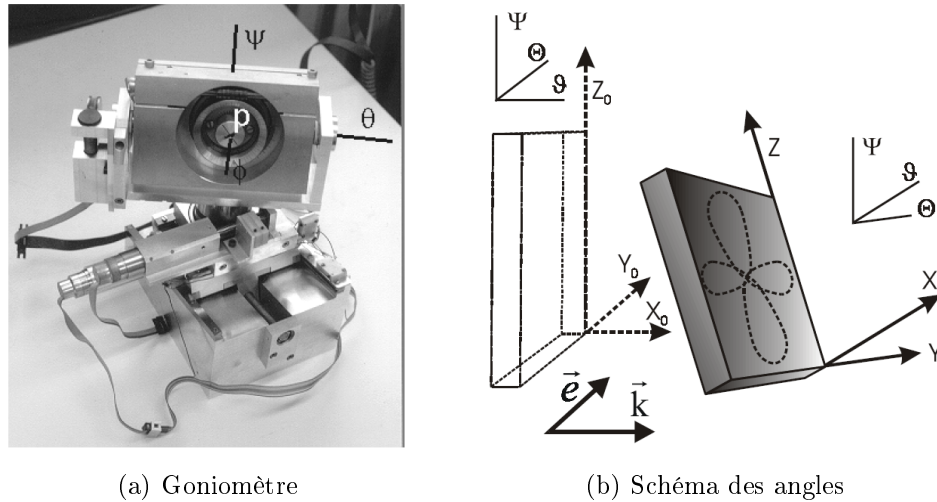 Ψ
θ
p
ϕ
Ψ
Θ
ϑ
Z₀
Y₀
X₀
e⃗
k⃗
Z
Ψ
ϑ
Θ
X
Y
(a) Goniomètre
(b) Schéma des angles